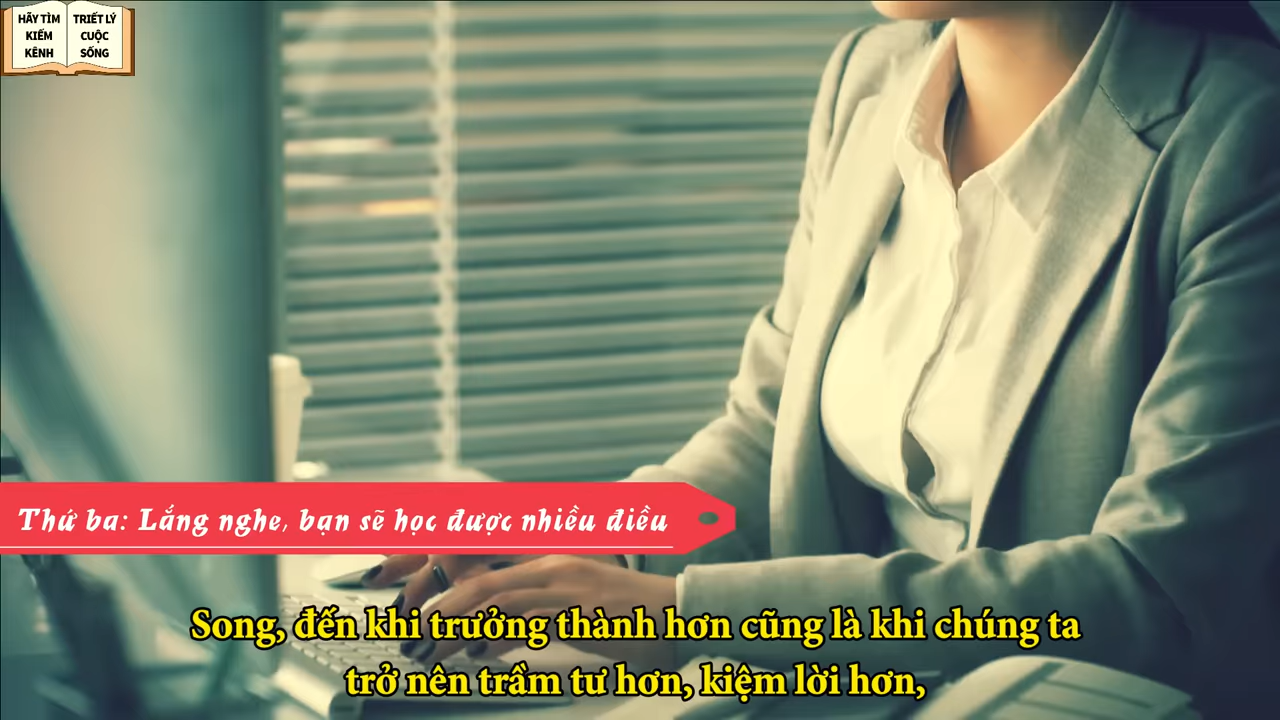 HÃY TÌM
KIẾM
KÊNH
TRIẾT LÝ
CUỘC
SỐNG
Thứ ba: Lắng nghe, bạn sẽ học được nhiều điều
Song, đến khi trưởng thành hơn cũng là khi chúng ta
trở nên trầm tư hơn, kiệm lời hơn,